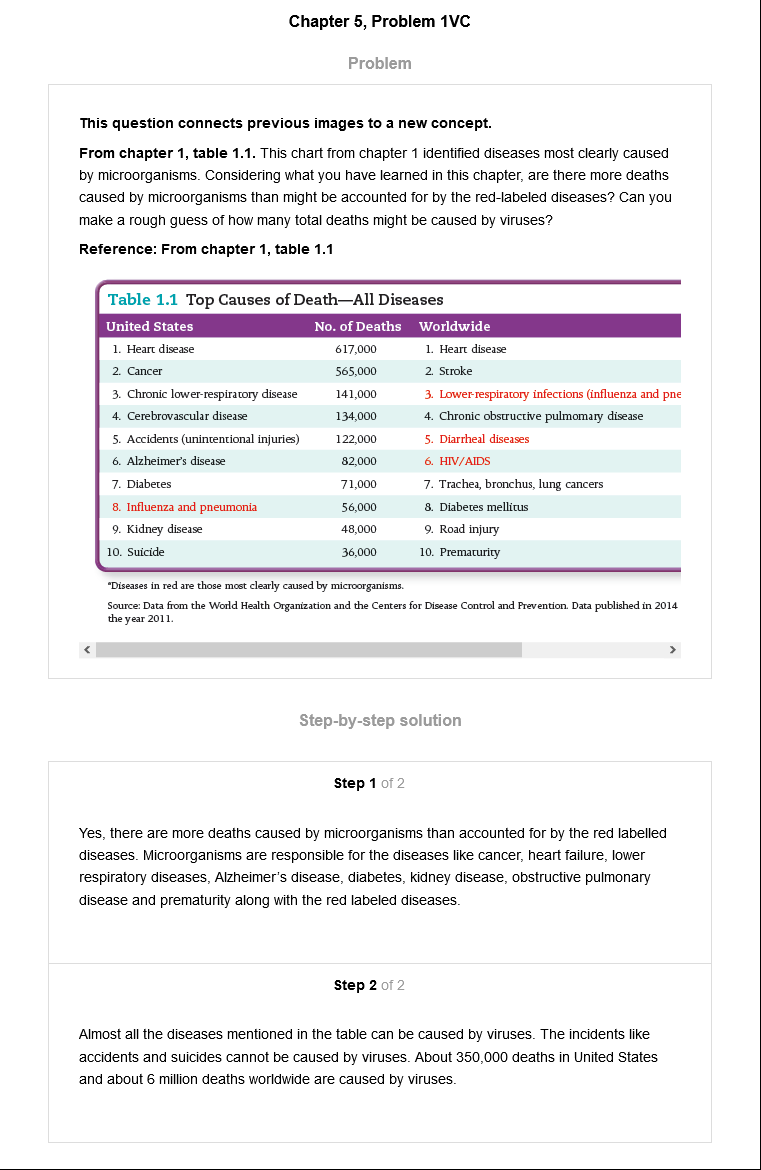 Chapter 5, Problem 1VC
Problem
This question connects previous images to a new concept.
From chapter 1, table 1.1. This chart from chapter 1 identified diseases most clearly caused
by microorganisms. Considering what you have learned in this chapter, are there more deaths
caused by microorganisms than might be accounted for by the red-labeled diseases? Can you
make a rough guess of how many total deaths might be caused by viruses?
Reference: From chapter 1, table 1.1
Table 1.1 Top Causes of Death—All Diseases
United States No. of Deaths Worldwide
1. Heart disease 617,000 1. Heart disease
2. Cancer 565,000 2. Stroke
3. Chronic lower-respiratory disease 141,000 3. Lower-respiratory infections (influenza and pne
4. Cerebrovascular disease 134,000 4. Chronic obstructive pulmomary disease
5. Accidents (unintentional injuries) 122,000 5. Diarrheal diseases
6. Alzheimer's disease 82,000 6. HIV/AIDS
7. Diabetes 71,000 7. Trachea, bronchus, lung cancers
8. Influenza and pneumonia 56,000 8. Diabetes mellitus
9. Kidney disease 48,000 9. Road injury
10. Suicide 36,000 10. Prematurity
*Diseases in red are those most clearly caused by microorganisms.
Source: Data from the World Health Organization and the Centers for Disease Control and Prevention. Data published in 2014
the year 2011.
Step-by-step solution
Step 1 of 2
Yes, there are more deaths caused by microorganisms than accounted for by the red labelled
diseases. Microorganisms are responsible for the diseases like cancer, heart failure, lower
respiratory diseases, Alzheimer's disease, diabetes, kidney disease, obstructive pulmonary
disease and prematurity along with the red labeled diseases.
Step 2 of 2
Almost all the diseases mentioned in the table can be caused by viruses. The incidents like
accidents and suicides cannot be caused by viruses. About 350,000 deaths in United States
and about 6 million deaths worldwide are caused by viruses.